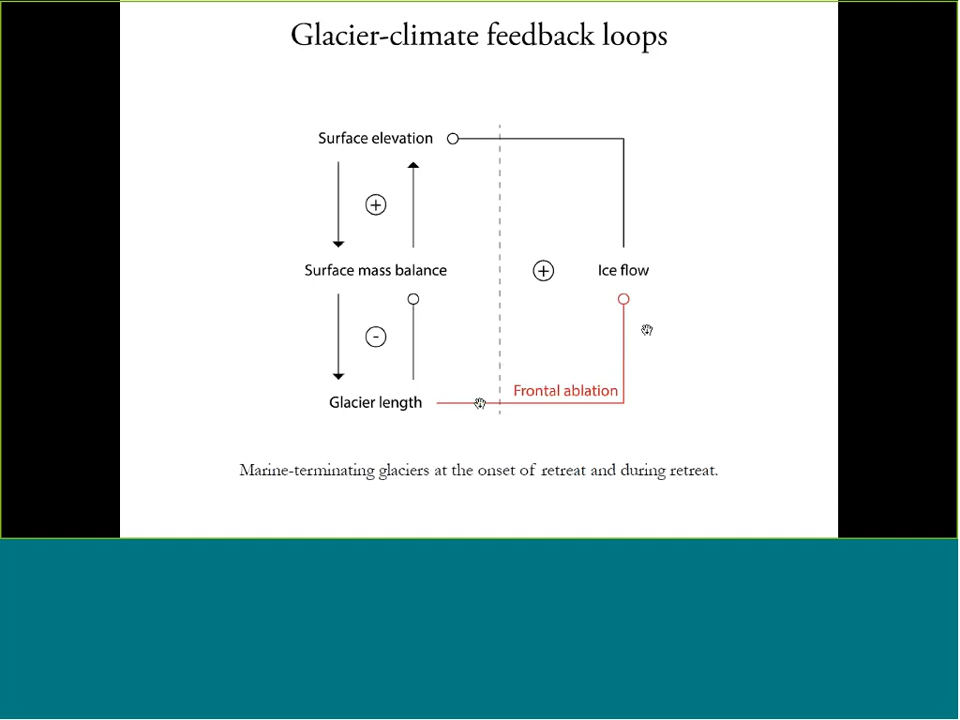 Glacier-climate feedback loops
Surface elevation
+
Surface mass balance
+
Ice flow
-
Frontal ablation
Glacier length
Marine-terminating glaciers at the onset of retreat and during retreat.